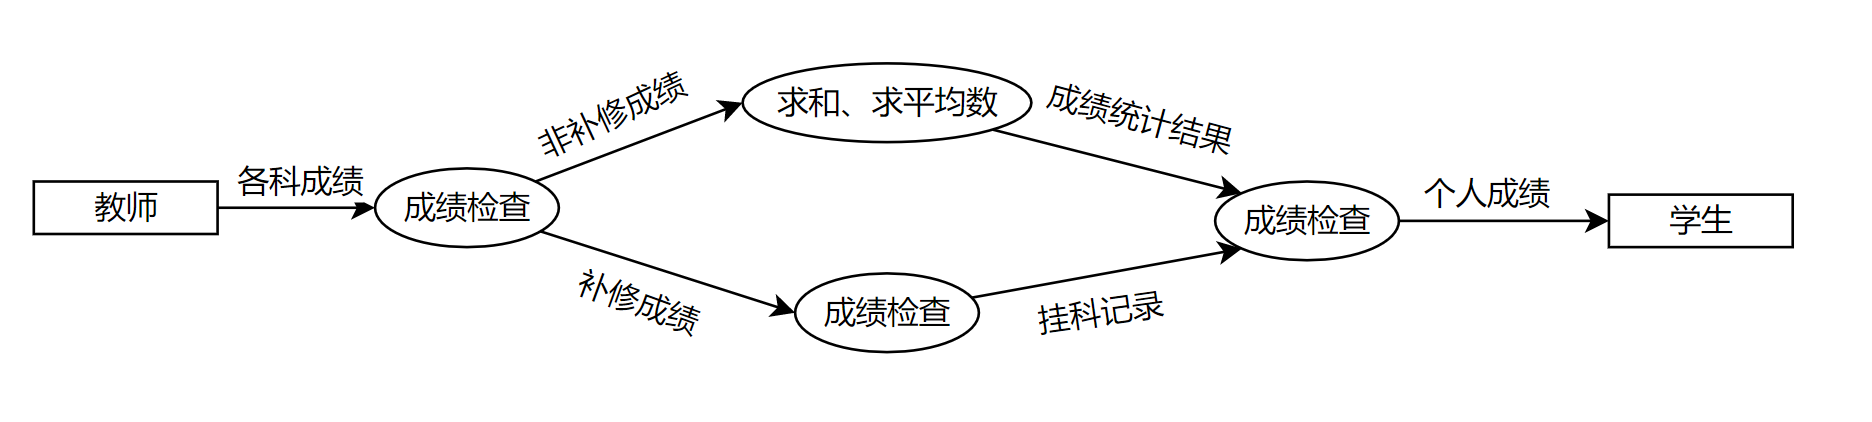 教师
各科成绩
成绩检查
非补修成绩
求和、求平均数
成绩统计结果
补修成绩
成绩检查
挂科记录
成绩检查
个人成绩
学生